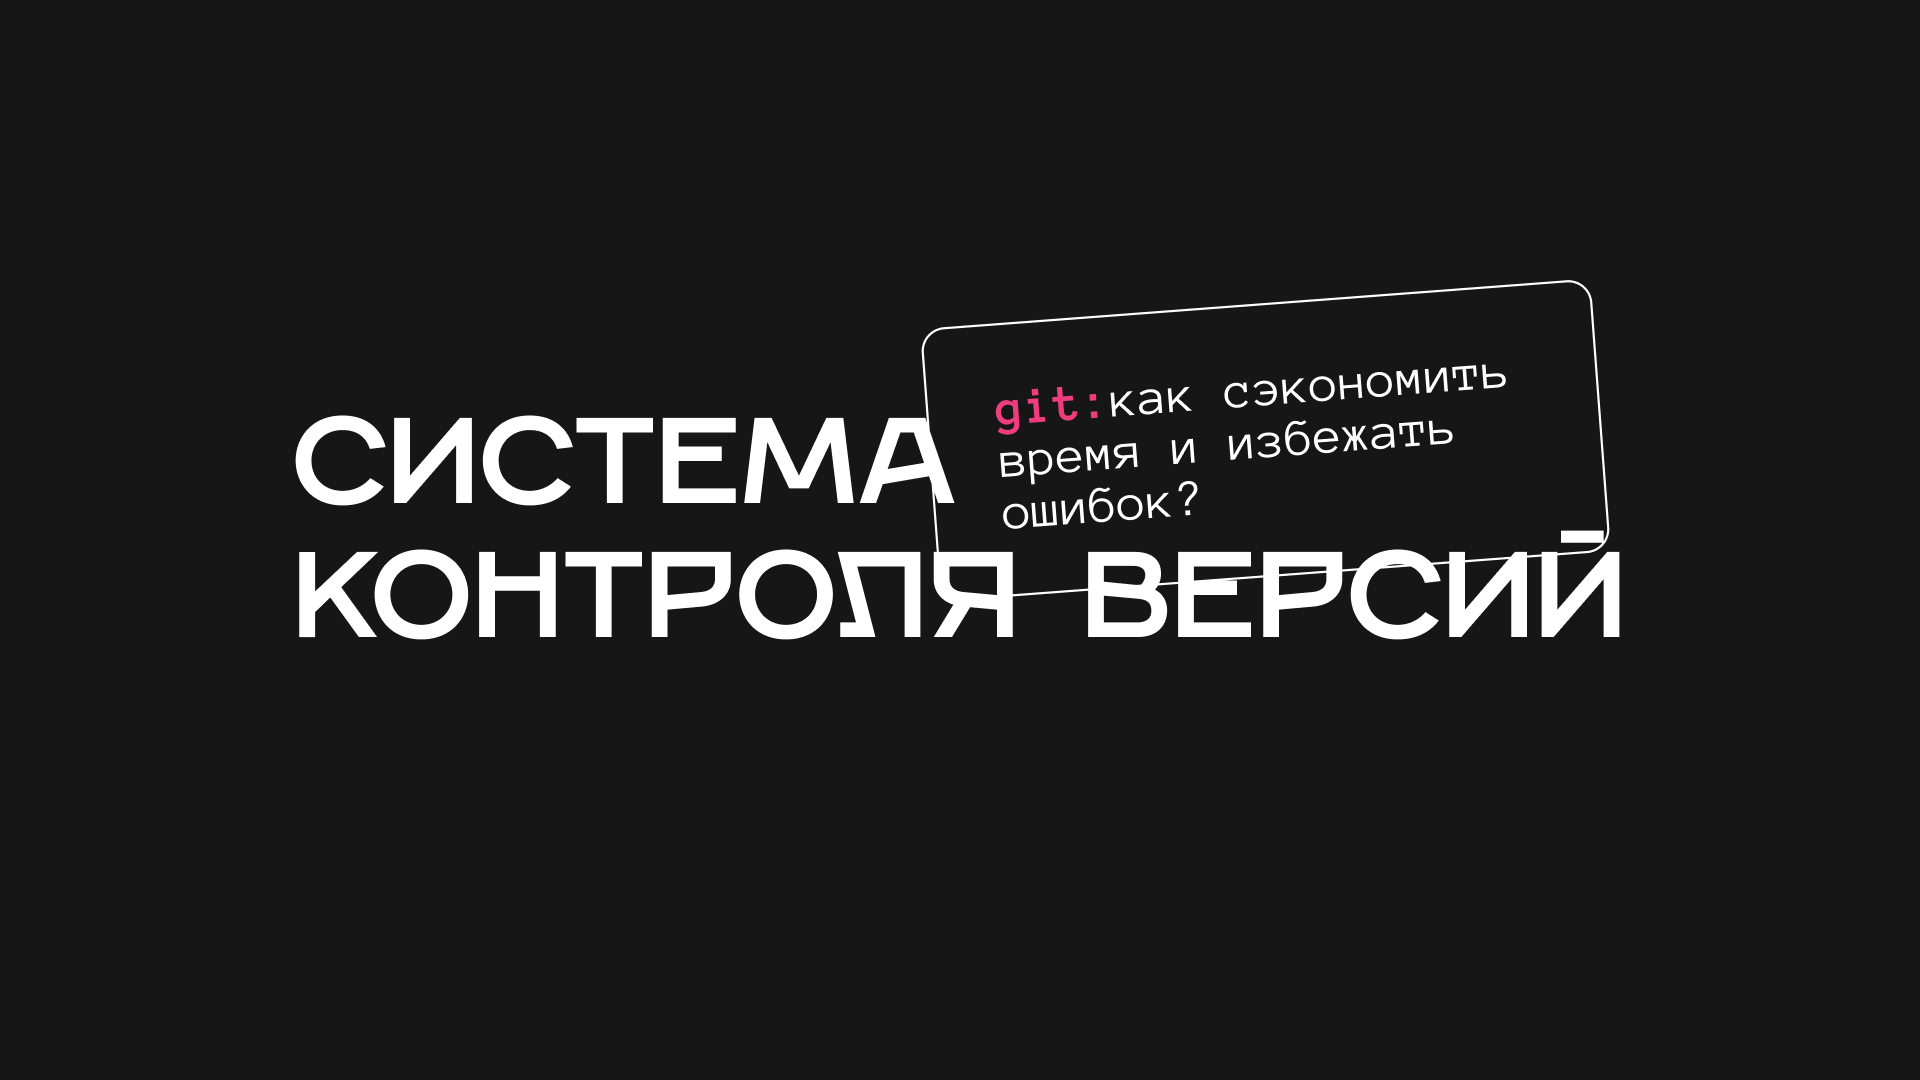 git:как сэкономить
время и избежать
ошибок?
СИСТЕМА
КОНТРОЛЯ ВЕРСИЙ